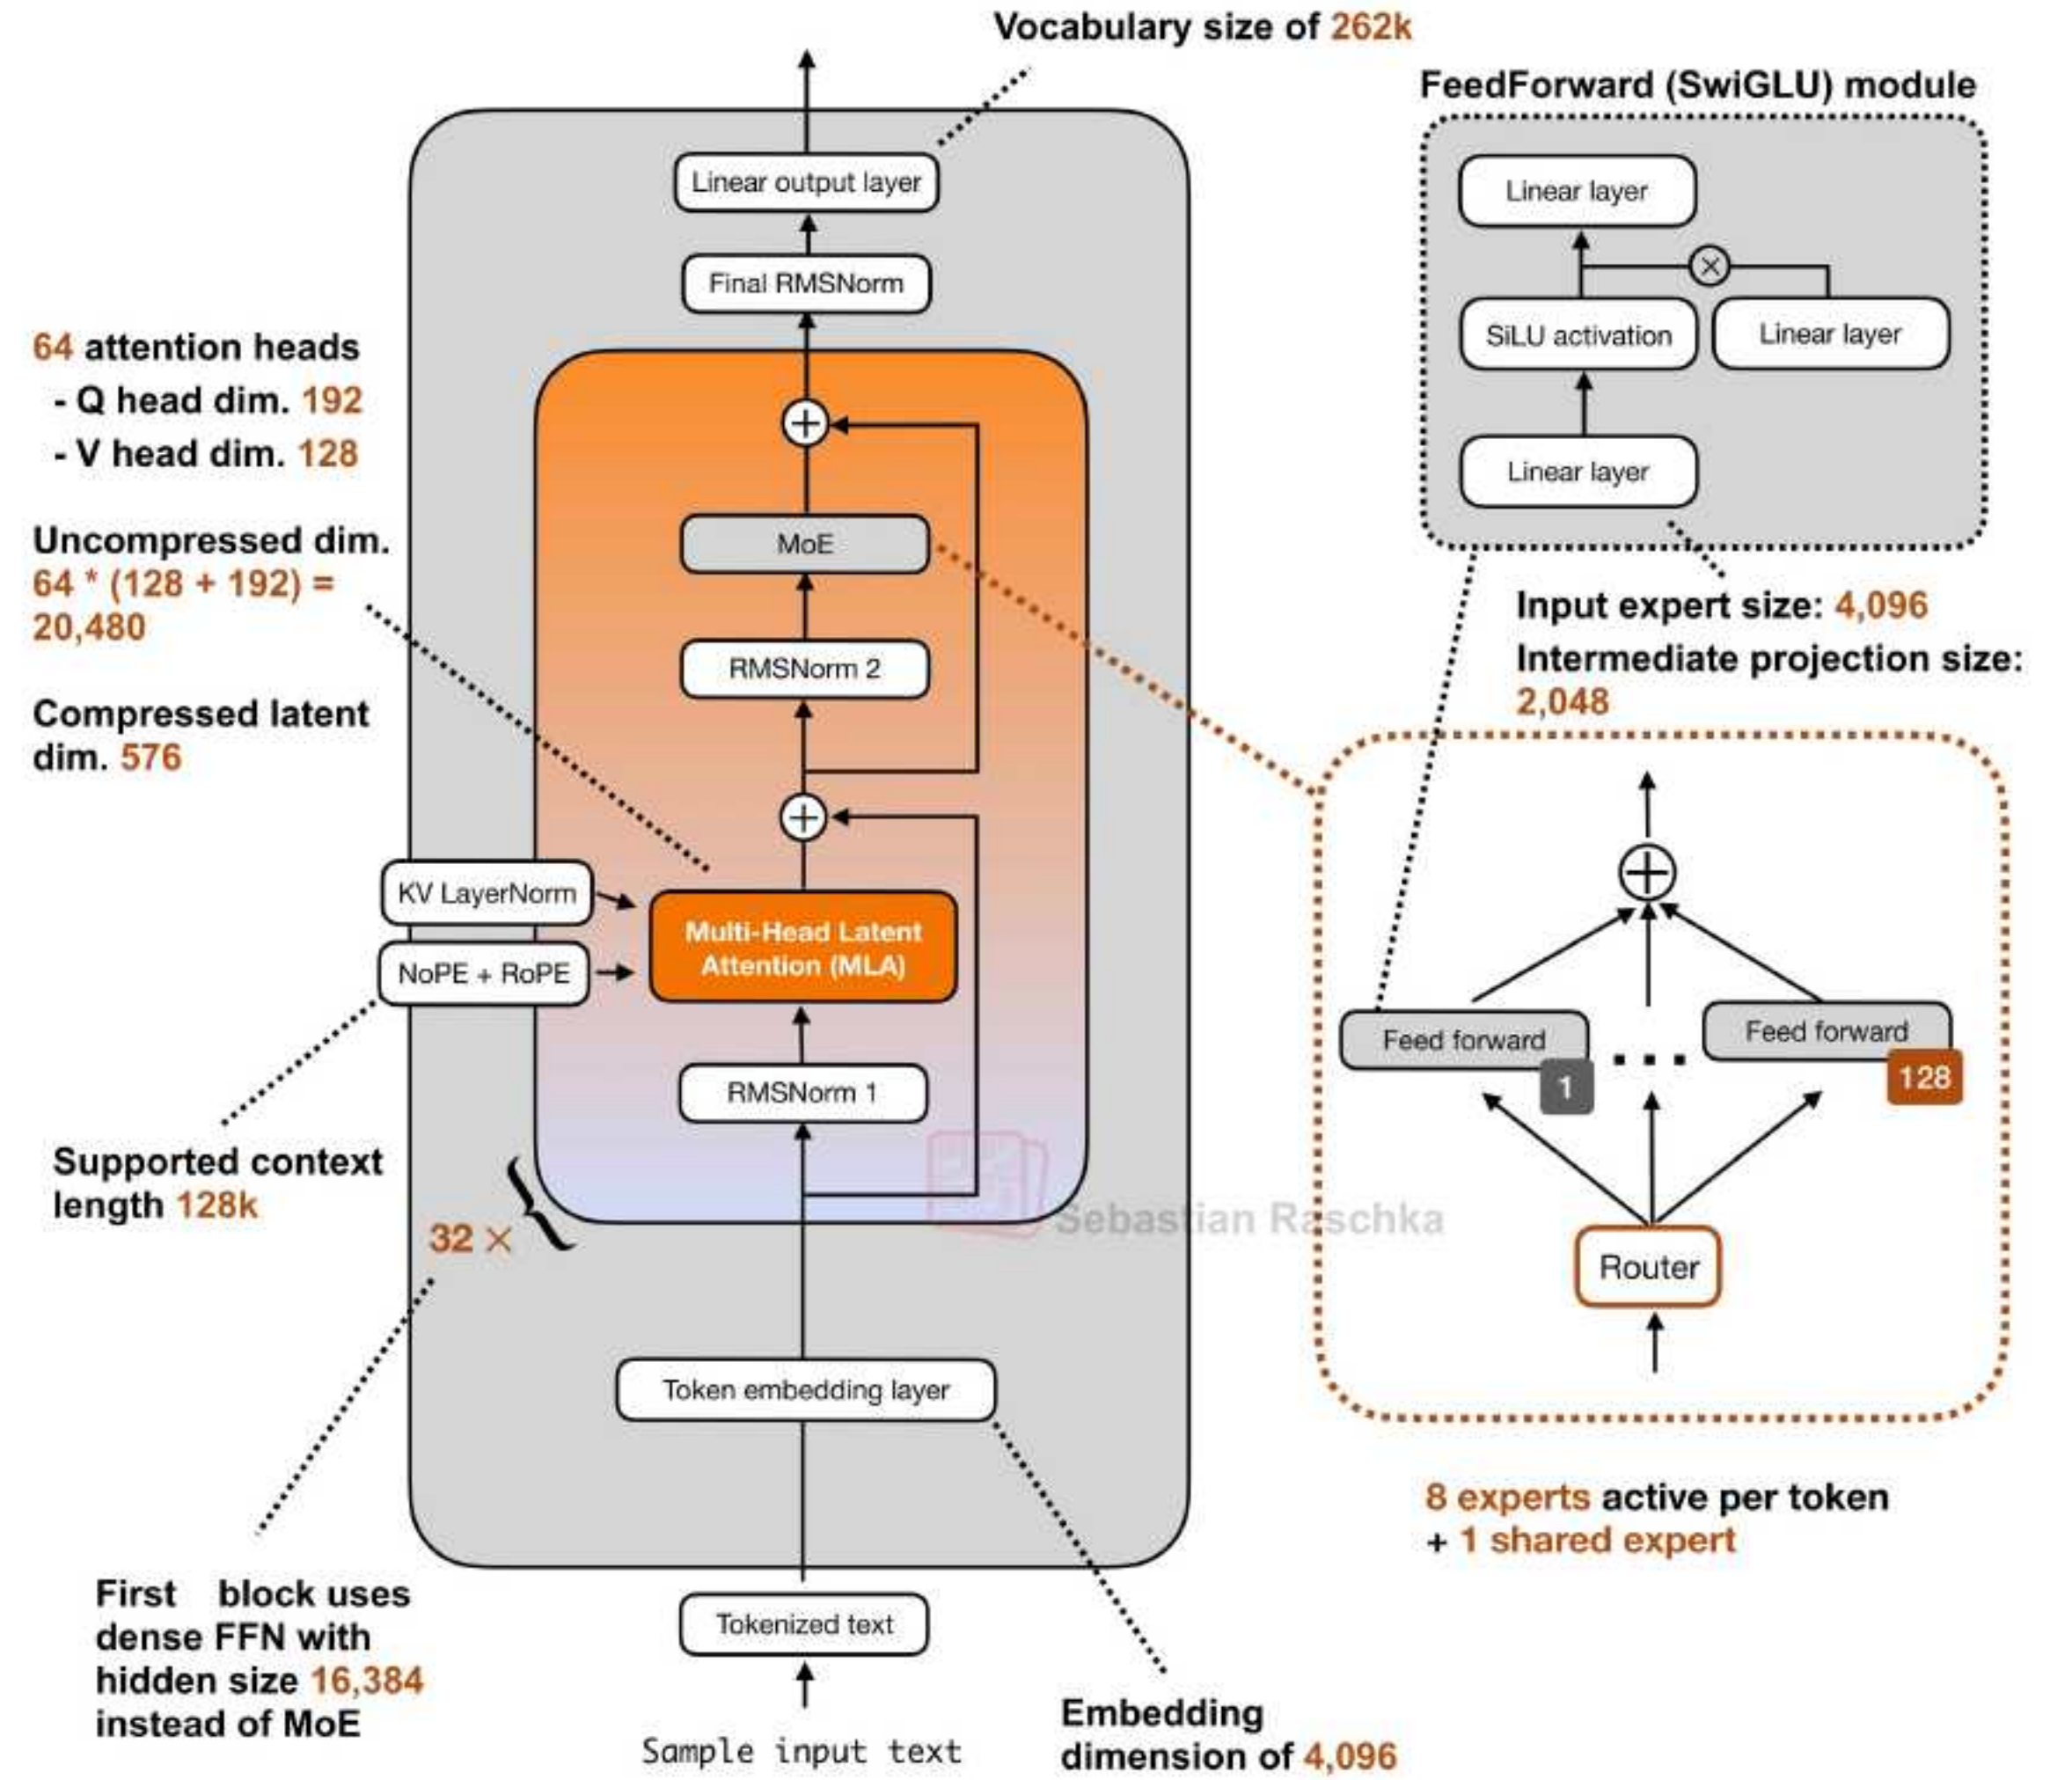 Vocabulary size of 262k
FeedForward (SwiGLU) module
Linear output layer
Final RMSNorm
64 attention heads
- Q head dim. 192
- V head dim. 128
Uncompressed dim.
64 * (128 + 192) =
20,480
Compressed latent
dim. 576
MoE
RMSNorm 2
KV LayerNorm
NoPE + RoPE
Multi-Head Latent
Attention (MLA)
RMSNorm 1
Supported context
length 128k
32 ×
Sebastian Raschka
Token embedding layer
First block uses
dense FFN with
hidden size 16,384
instead of MoE
Tokenized text
Sample input text
Embedding
dimension of 4,096
Linear layer
SiLU activation
Linear layer
Linear layer
Input expert size: 4,096
Intermediate projection size:
2,048
Feed forward
1
Feed forward
128
Router
8 experts active per token
+ 1 shared expert